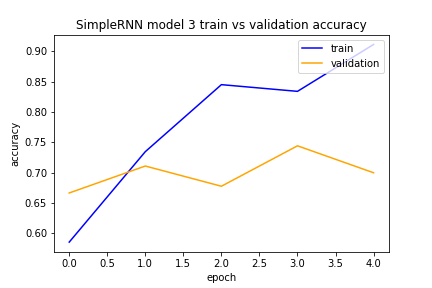 SimpleRNN model 3 train vs validation accuracy
train
validation
accuracy
0.90
0.85
0.80
0.75
0.70
0.65
0.60
0.0 0.5 1.0 1.5 2.0 2.5 3.0 3.5 4.0
epoch